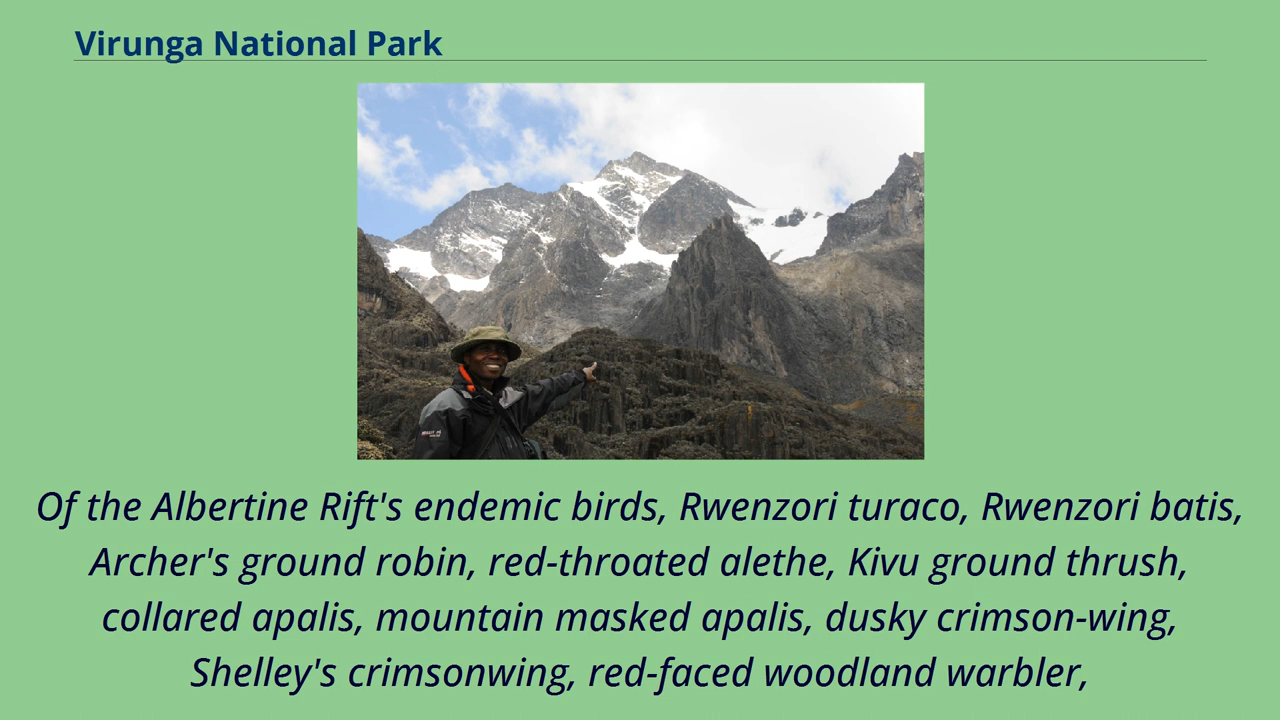 Virunga National Park
Of the Albertine Rift's endemic birds, Rwenzori turaco, Rwenzori batis,
Archer's ground robin, red-throated alethe, Kivu ground thrush,
collared apalis, mountain masked apalis, dusky crimson-wing,
Shelley's crimsonwing, red-faced woodland warbler,